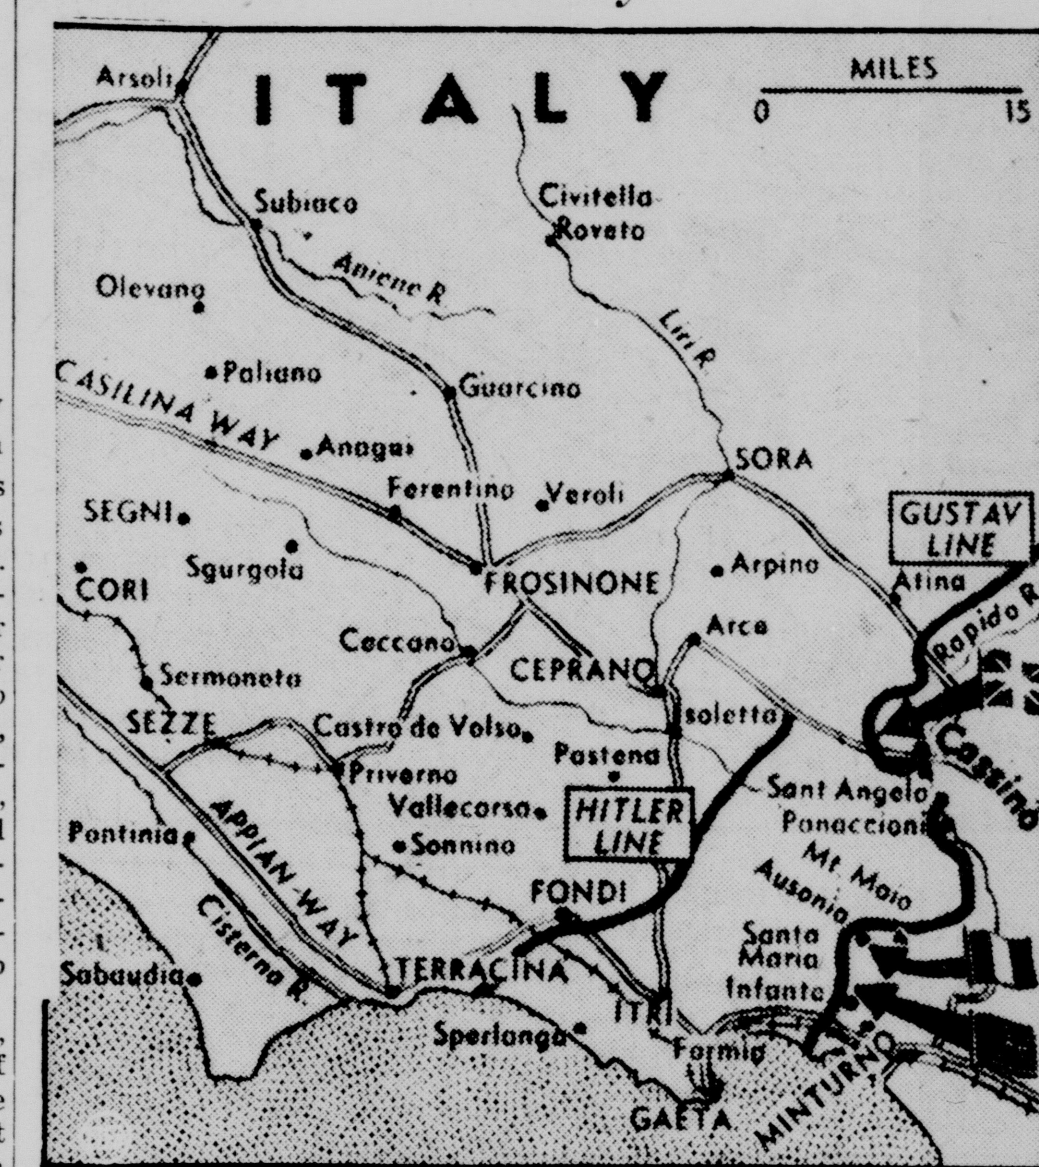 ITALY
MILES
0 15
Arsoli
Subiaco
Civitella
Roveto
Aniene R.
Olevano
Liri R.
Paliano
CASILINA WAY
Guarcino
Anagni
SORA
Ferentino
Veroli
SEGNI
GUSTAV
LINE
Sgurgola
FROSINONE
Arpino
Atina
CORI
Rapido R.
Arce
Ceccano
CEPRANO
Sermoneta
SEZZE
Castro de Volso
Isoletta
Pastena
Cassino
Priverno
Vallecorsa
HITLER
LINE
Sant Angelo
Panaccioni
APPIAN WAY
Pontinia
Sonnino
Mt. Maio
Ausonia
FONDI
Cisterna R.
Santa
Maria
Infante
Sabaudia
TERRACINA
ITRI
Sperlonga
Formia
MINTURNO
GAETA